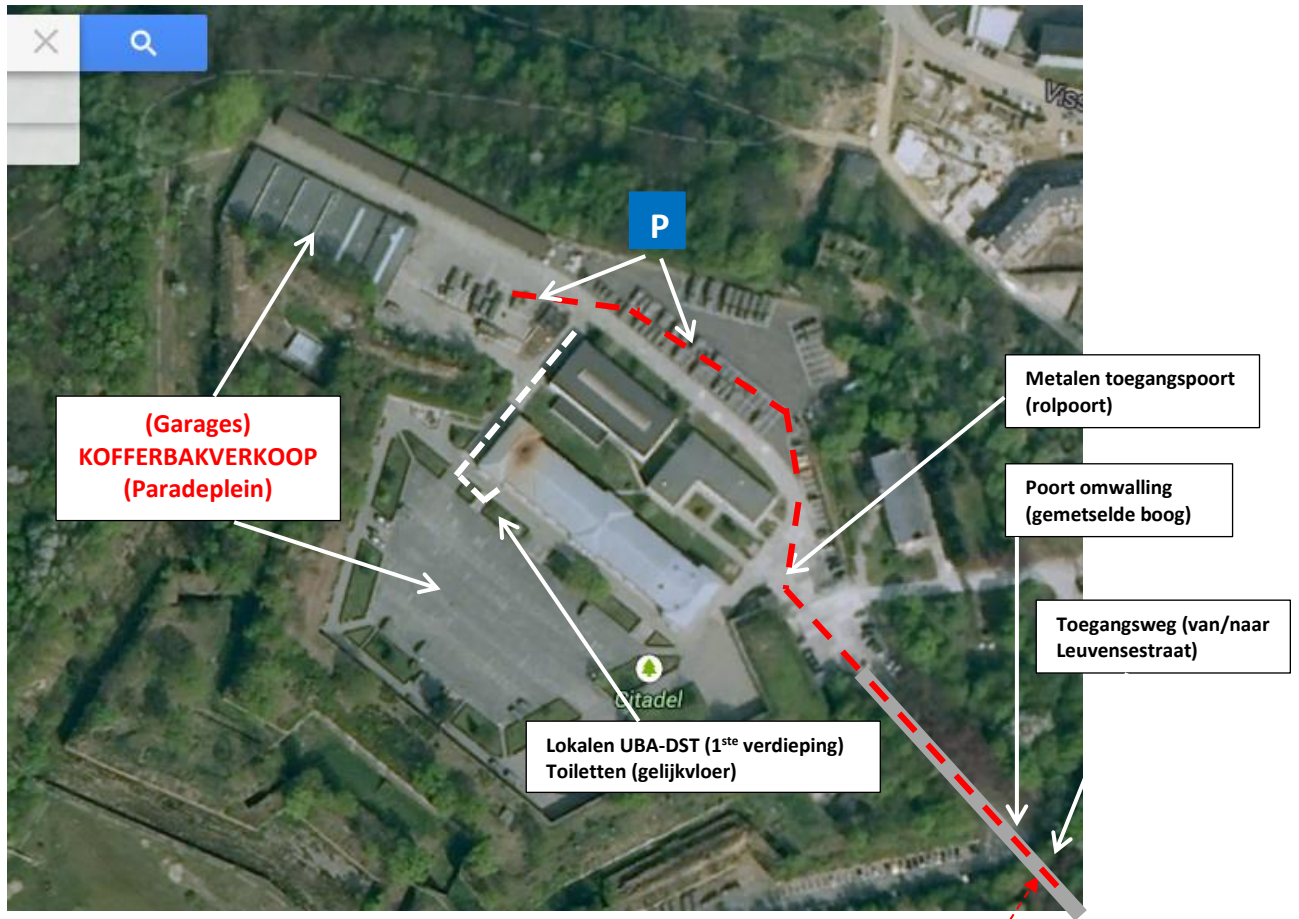 Viss
P
(Garages)
KOFFERBAKVERKOOP
(Paradeplein)
Metalen toegangspoort
(rolpoort)
Poort omwalling
(gemetselde boog)
Toegangsweg (van/naar
Leuvensestraat)
Citadel
Lokalen UBA-DST (1ste verdieping)
Toiletten (gelijkvloer)